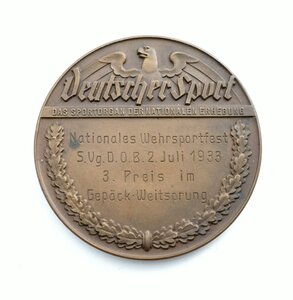 Deutscher Sport
DAS SPORTORGAN DER NATIONALEN ERHEBUNG
Nationales Wehrsportfest
S.Vg.D.O.B. 2. Juli 1933
3. Preis im
Gepäck-Weitsprung